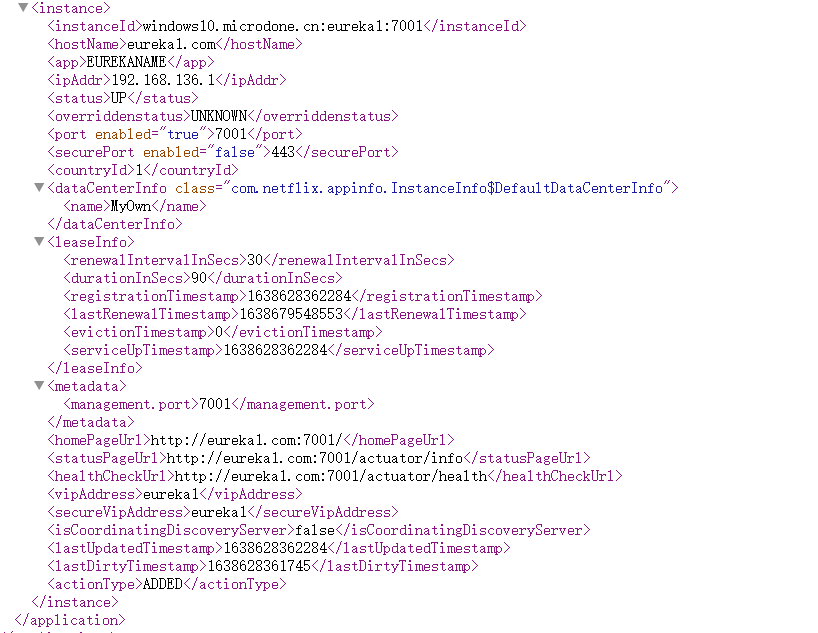 ▼<instance>
<instanceId>windows10.microdone.cn:eureka1:7001</instanceId>
<hostName>eureka1.com</hostName>
<app>EUREKANAME</app>
<ipAddr>192.168.136.1</ipAddr>
<status>UP</status>
<overriddenstatus>UNKNOWN</overriddenstatus>
<port enabled="true">7001</port>
<securePort enabled="false">443</securePort>
<countryId>1</countryId>
▼<dataCenterInfo class="com.netflix.appinfo.InstanceInfo$DefaultDataCenterInfo">
<name>MyOwn</name>
</dataCenterInfo>
▼<leaseInfo>
<renewalIntervalInSecs>30</renewalIntervalInSecs>
<durationInSecs>90</durationInSecs>
<registrationTimestamp>1638628362284</registrationTimestamp>
<lastRenewalTimestamp>1638679548553</lastRenewalTimestamp>
<evictionTimestamp>0</evictionTimestamp>
<serviceUpTimestamp>1638628362284</serviceUpTimestamp>
</leaseInfo>
▼<metadata>
<management.port>7001</management.port>
</metadata>
<homePageUrl>http://eureka1.com:7001/</homePageUrl>
<statusPageUrl>http://eureka1.com:7001/actuator/info</statusPageUrl>
<healthCheckUrl>http://eureka1.com:7001/actuator/health</healthCheckUrl>
<vipAddress>eureka1</vipAddress>
<secureVipAddress>eureka1</secureVipAddress>
<isCoordinatingDiscoveryServer>false</isCoordinatingDiscoveryServer>
<lastUpdatedTimestamp>1638628362284</lastUpdatedTimestamp>
<lastDirtyTimestamp>1638628361745</lastDirtyTimestamp>
<actionType>ADDED</actionType>
</instance>
</application>